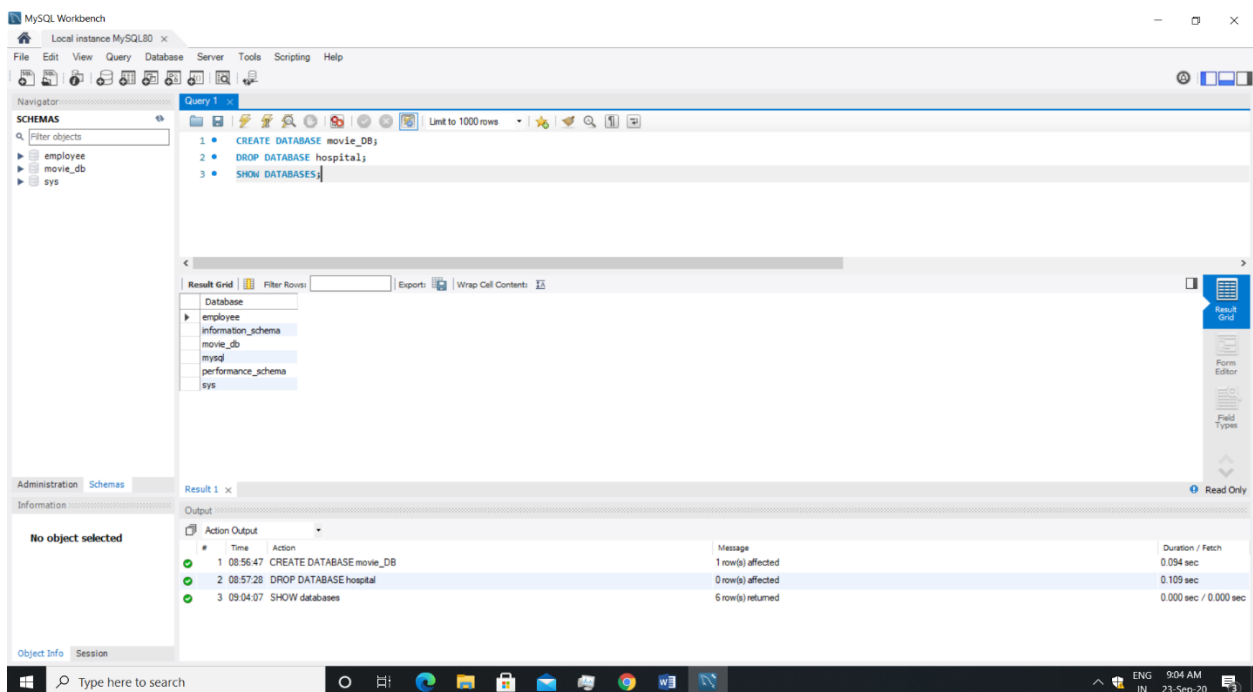 MySQL Workbench
Local instance MySQL80
File Edit View Query Database Server Tools Scripting Help
Navigator
SCHEMAS
Filter objects
employee
movie_db
sys
Query 1
Limit to 1000 rows
1 CREATE DATABASE movie_DB;
2 DROP DATABASE hospital;
3 SHOW DATABASES;
Result Grid Filter Rows: Export: Wrap Cell Content:
Database
employee
information_schema
movie_db
mysql
performance_schema
sys
Result
Grid
Form
Editor
Field
Types
Administration Schemas
Result 1 Read Only
Information
No object selected
Output
Action Output
# Time Action Message Duration / Fetch
1 08:56:47 CREATE DATABASE movie_DB 1 row(s) affected 0.094 sec
2 08:57:28 DROP DATABASE hospital 0 row(s) affected 0.109 sec
3 09:04:07 SHOW databases 6 row(s) returned 0.000 sec / 0.000 sec
Object Info Session
Type here to search
ENG 9:04 AM
IN 23-Sep-20